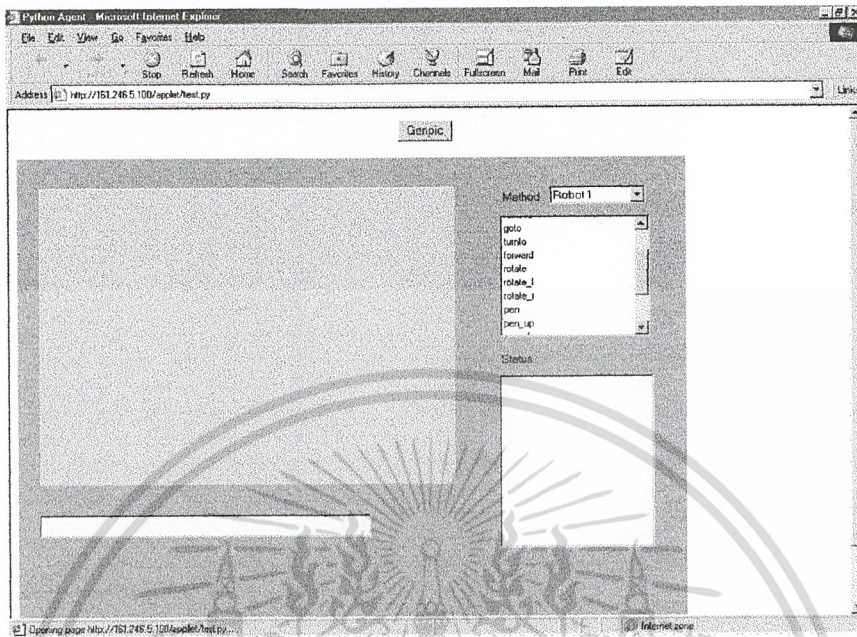 Python Agent - Microsoft Internet Explorer
File Edit View Go Favorites Help
Stop Refresh Home Search Favorites History Channels Fullscreen Mail Print Edit
Address http://161.246.5.100/applet/test.py Links
Genpic
Method Robot1
goto
turnto
forward
rotate
rotate_l
rotate_r
pen
pen_up
Status
Opening page http://161.246.5.100/applet/test.py... Internet zone